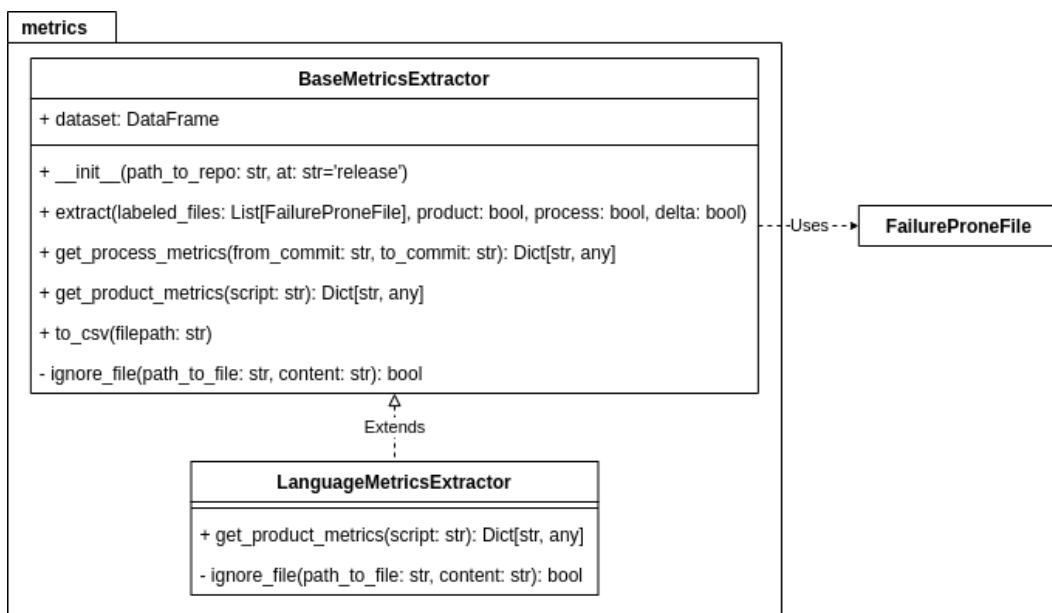 metrics
BaseMetricsExtractor
+ dataset: DataFrame
+ __init__(path_to_repo: str, at: str='release')
+ extract(labeled_files: List[FailureProneFile], product: bool, process: bool, delta: bool)
+ get_process_metrics(from_commit: str, to_commit: str): Dict[str, any]
+ get_product_metrics(script: str): Dict[str, any]
+ to_csv(filepath: str)
- ignore_file(path_to_file: str, content: str): bool
Uses
FailureProneFile
Extends
LanguageMetricsExtractor
+ get_product_metrics(script: str): Dict[str, any]
- ignore_file(path_to_file: str, content: str): bool